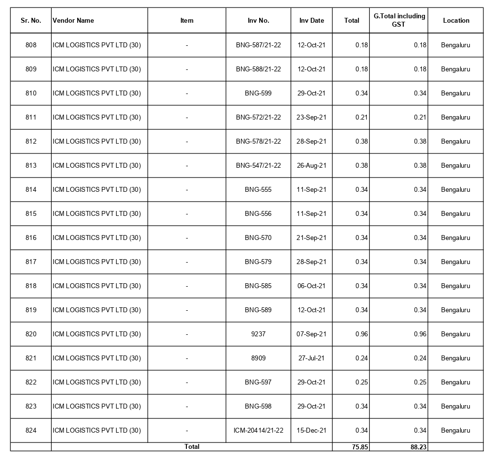 Sr. No. Vendor Name Item Inv No. Inv Date Total G.Total including GST Location
808 ICM LOGISTICS PVT LTD (30) - BNG-587/21-22 12-Oct-21 0.18 0.18 Bengaluru
809 ICM LOGISTICS PVT LTD (30) - BNG-588/21-22 12-Oct-21 0.18 0.18 Bengaluru
810 ICM LOGISTICS PVT LTD (30) - BNG-599 29-Oct-21 0.34 0.34 Bengaluru
811 ICM LOGISTICS PVT LTD (30) - BNG-572/21-22 23-Sep-21 0.21 0.21 Bengaluru
812 ICM LOGISTICS PVT LTD (30) - BNG-578/21-22 28-Sep-21 0.38 0.38 Bengaluru
813 ICM LOGISTICS PVT LTD (30) - BNG-547/21-22 26-Aug-21 0.38 0.38 Bengaluru
814 ICM LOGISTICS PVT LTD (30) - BNG-555 11-Sep-21 0.34 0.34 Bengaluru
815 ICM LOGISTICS PVT LTD (30) - BNG-556 11-Sep-21 0.34 0.34 Bengaluru
816 ICM LOGISTICS PVT LTD (30) - BNG-570 21-Sep-21 0.34 0.34 Bengaluru
817 ICM LOGISTICS PVT LTD (30) - BNG-579 28-Sep-21 0.34 0.34 Bengaluru
818 ICM LOGISTICS PVT LTD (30) - BNG-585 06-Oct-21 0.34 0.34 Bengaluru
819 ICM LOGISTICS PVT LTD (30) - BNG-589 12-Oct-21 0.34 0.34 Bengaluru
820 ICM LOGISTICS PVT LTD (30) - 9237 07-Sep-21 0.96 0.96 Bengaluru
821 ICM LOGISTICS PVT LTD (30) - 8909 27-Jul-21 0.24 0.24 Bengaluru
822 ICM LOGISTICS PVT LTD (30) - BNG-597 29-Oct-21 0.25 0.25 Bengaluru
823 ICM LOGISTICS PVT LTD (30) - BNG-598 29-Oct-21 0.34 0.34 Bengaluru
824 ICM LOGISTICS PVT LTD (30) - ICM-20414/21-22 15-Dec-21 0.34 0.34 Bengaluru
Total 75.85 88.23